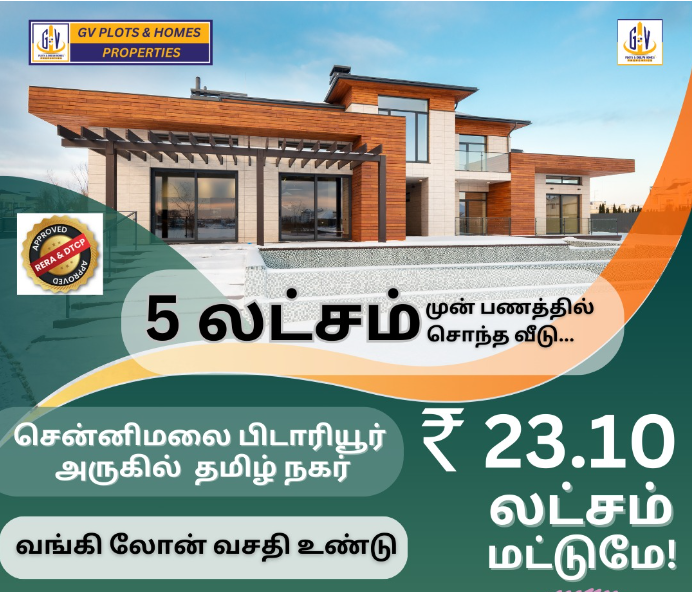 GV PLOTS & HOMES
PROPERTIES
G V
APPROVED
RERA & DTCP
APPROVED
5 லட்சம்
முன் பணத்தில்
சொந்த வீடு...
சென்னிமலை பிடாரியூர்
அருகில் தமிழ் நகர்
₹ 23.10
லட்சம்
மட்டுமே!
வங்கி லோன் வசதி உண்டு